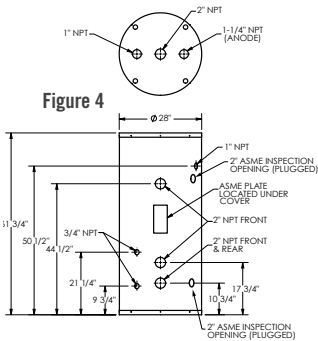 2" NPT
1" NPT
1-1/4" NPT
(ANODE)
Figure 4
ϕ 28"
1" NPT
2" ASME INSPECTION
OPENING (PLUGGED)
ASME PLATE
LOCATED UNDER
COVER
2" NPT FRONT
3/4" NPT
2" NPT FRONT
& REAR
50 1/2"
44 1/2"
21 1/4"
9 3/4"
17 3/4"
10 3/4"
2" ASME INSPECTION
OPENING (PLUGGED)